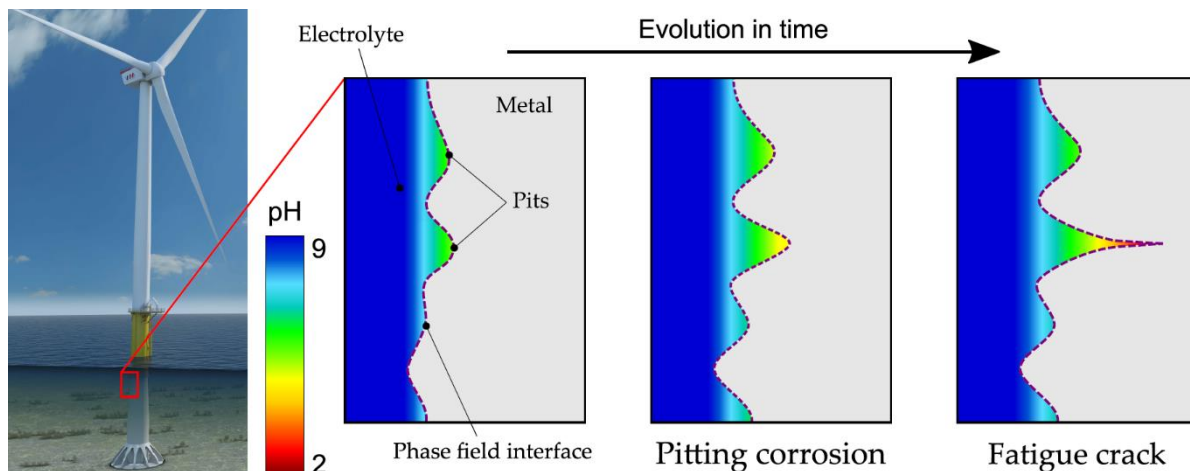 Electrolyte
Evolution in time
Metal
Pits
pH
9
2
Phase field interface
Pitting corrosion
Fatigue crack